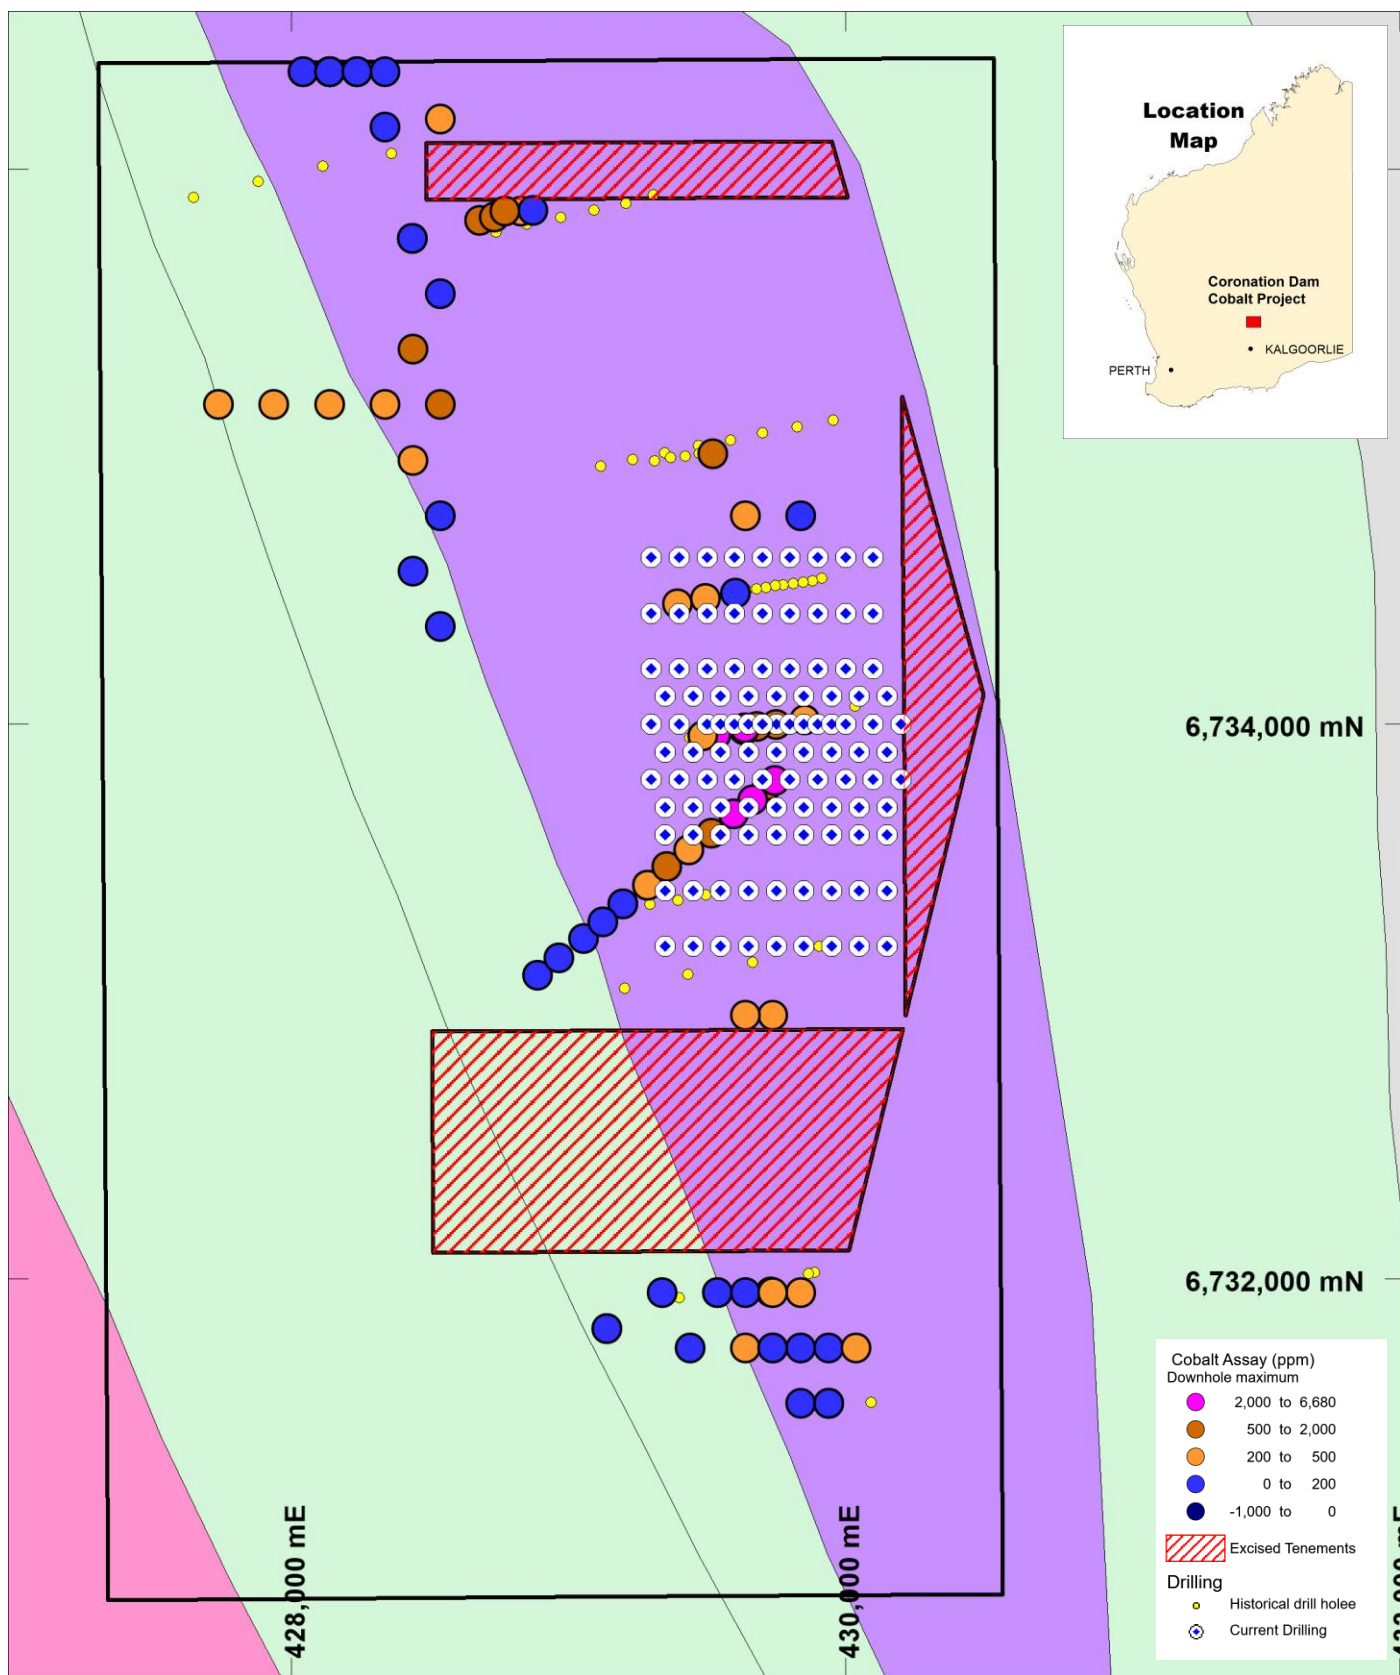 Location
Map
Coronation Dam
Cobalt Project
KALGOORLIE
PERTH
6,734,000 mN
6,732,000 mN
428,000 mE
430,000 mE
Cobalt Assay (ppm)
Downhole maximum
2,000 to 6,680
500 to 2,000
200 to 500
0 to 200
-1,000 to 0
Excised Tenements
Drilling
Historical drill holee
Current Drilling